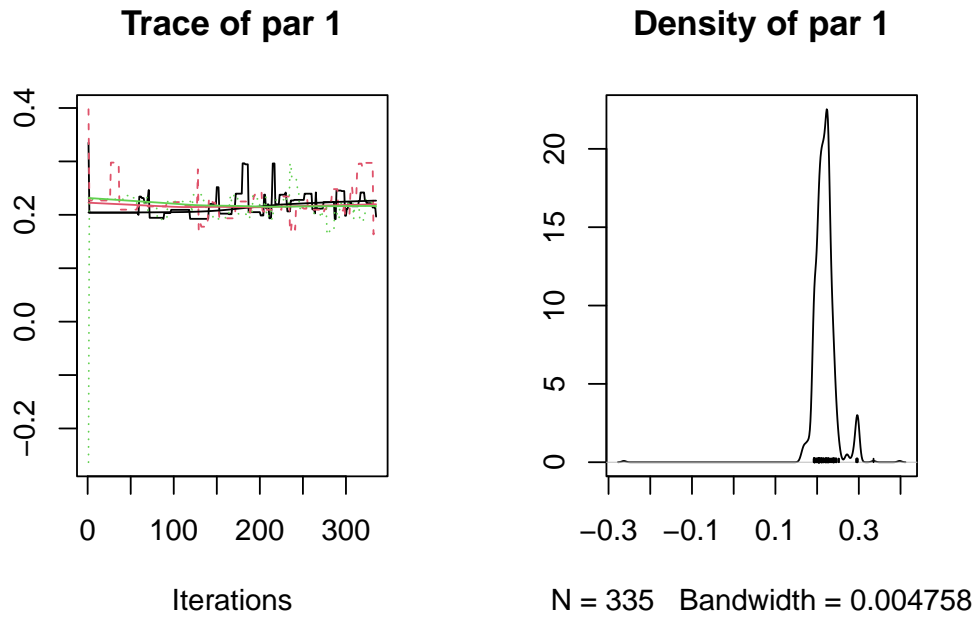 Trace of par 1
0.4
0.2
0.0
−0.2
0 100 200 300
Iterations
Density of par 1
20
15
10
5
0
−0.3 −0.1 0.1 0.3
N = 335 Bandwidth = 0.004758